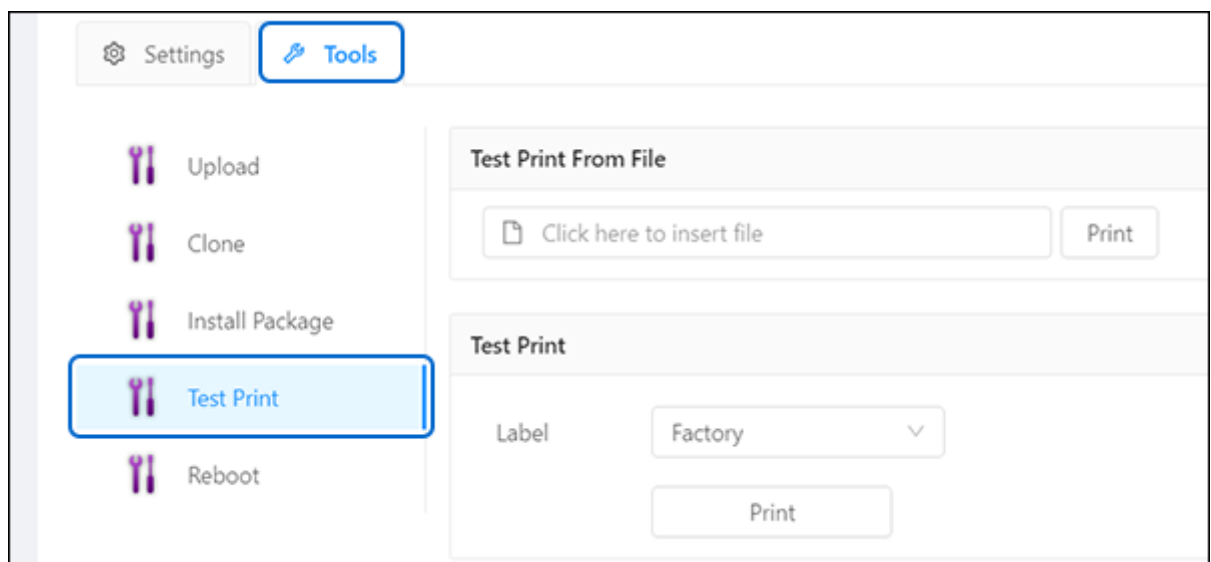 Settings
Tools
Upload
Clone
Install Package
Test Print
Reboot
Test Print From File
Click here to insert file
Print
Test Print
Label
Factory
Print